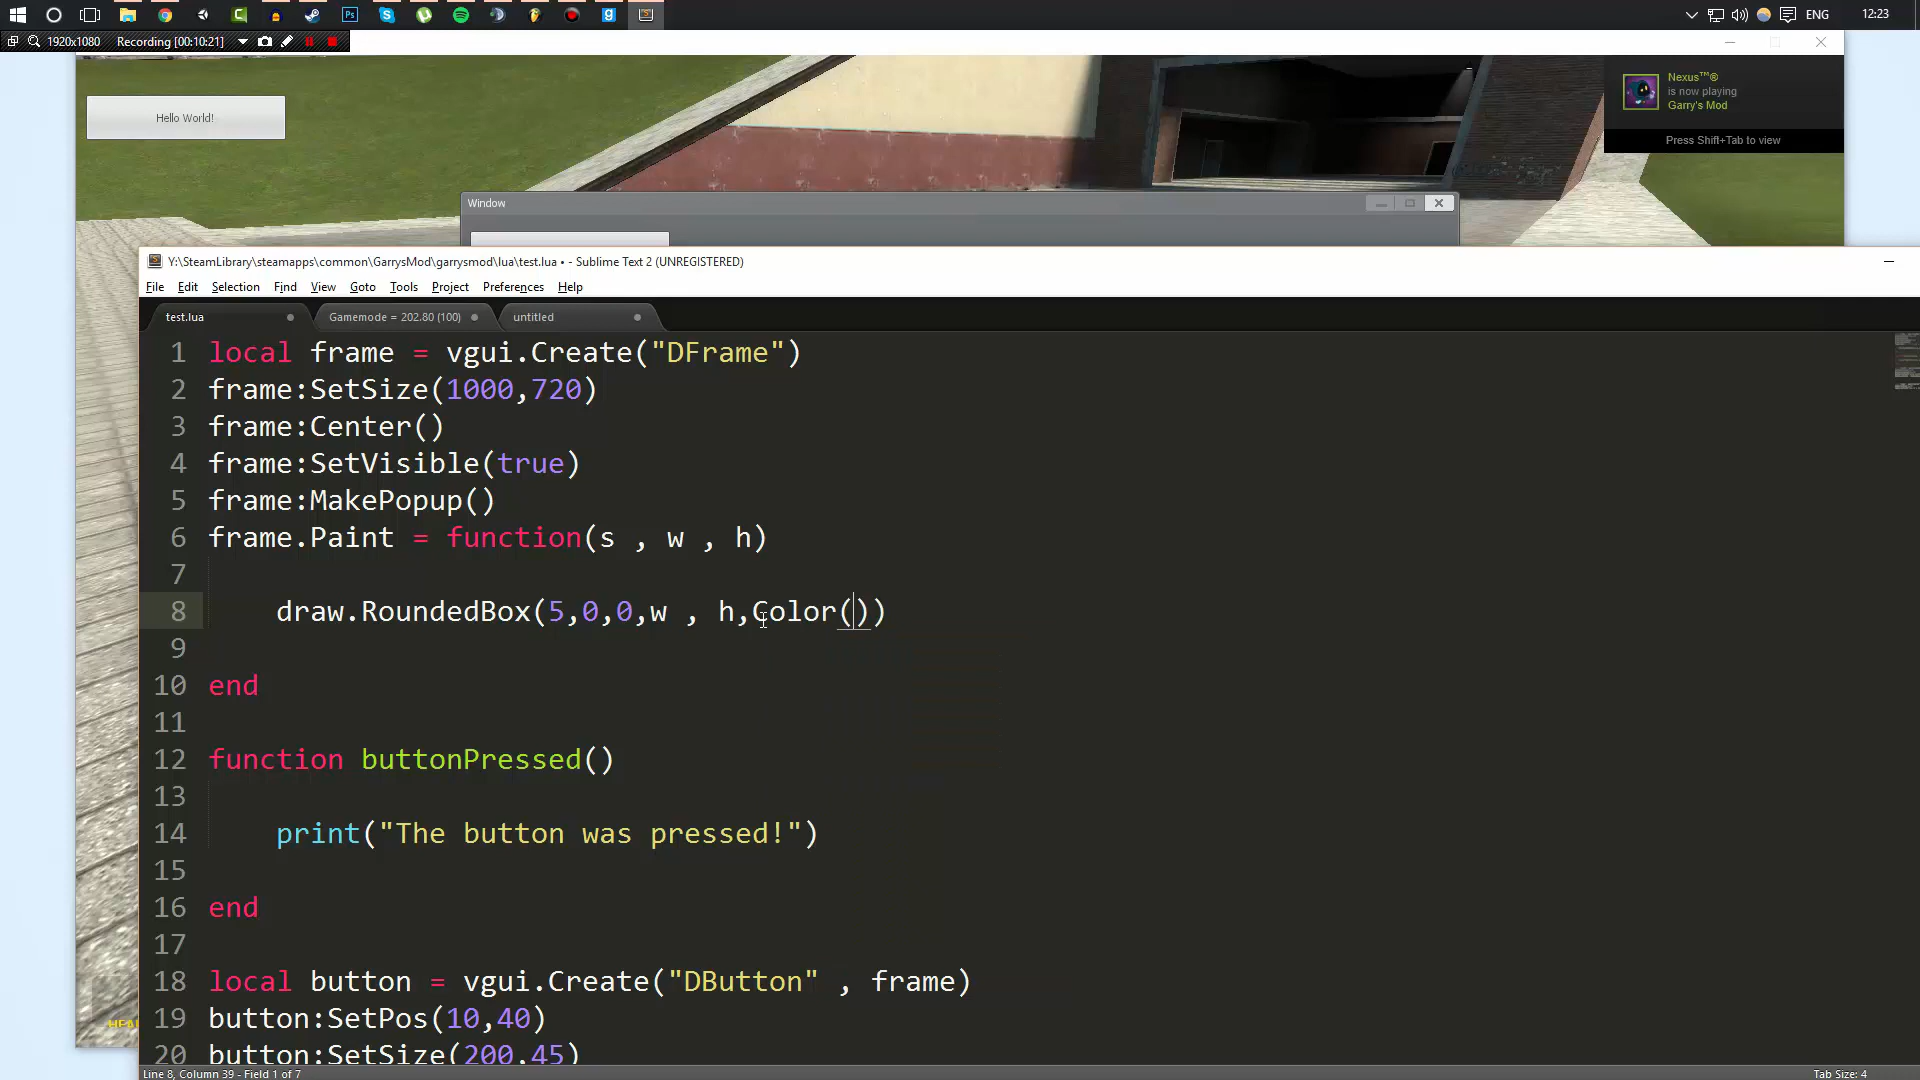 ENG
12:23
1920x1080
Recording [00:10:21]
Hello World!
Nexus™®
is now playing
Garry's Mod
Press Shift+Tab to view
Window
Y:\SteamLibrary\steamapps\common\GarrysMod\garrysmod\lua\test.lua • - Sublime Text 2 (UNREGISTERED)
File Edit Selection Find View Goto Tools Project Preferences Help
test.lua
Gamemode = 202.80 (100)
untitled
1 local frame = vgui.Create("DFrame")
2 frame:SetSize(1000,720)
3 frame:Center()
4 frame:SetVisible(true)
5 frame:MakePopup()
6 frame.Paint = function(s , w , h)
7
8 draw.RoundedBox(5,0,0,w , h,Color())
9
10 end
11
12 function buttonPressed()
13
14 print("The button was pressed!")
15
16 end
17
18 local button = vgui.Create("DButton" , frame)
19 button:SetPos(10,40)
20 button:SetSize(200,45)
Line 8, Column 39 - Field 1 of 7
Tab Size: 4